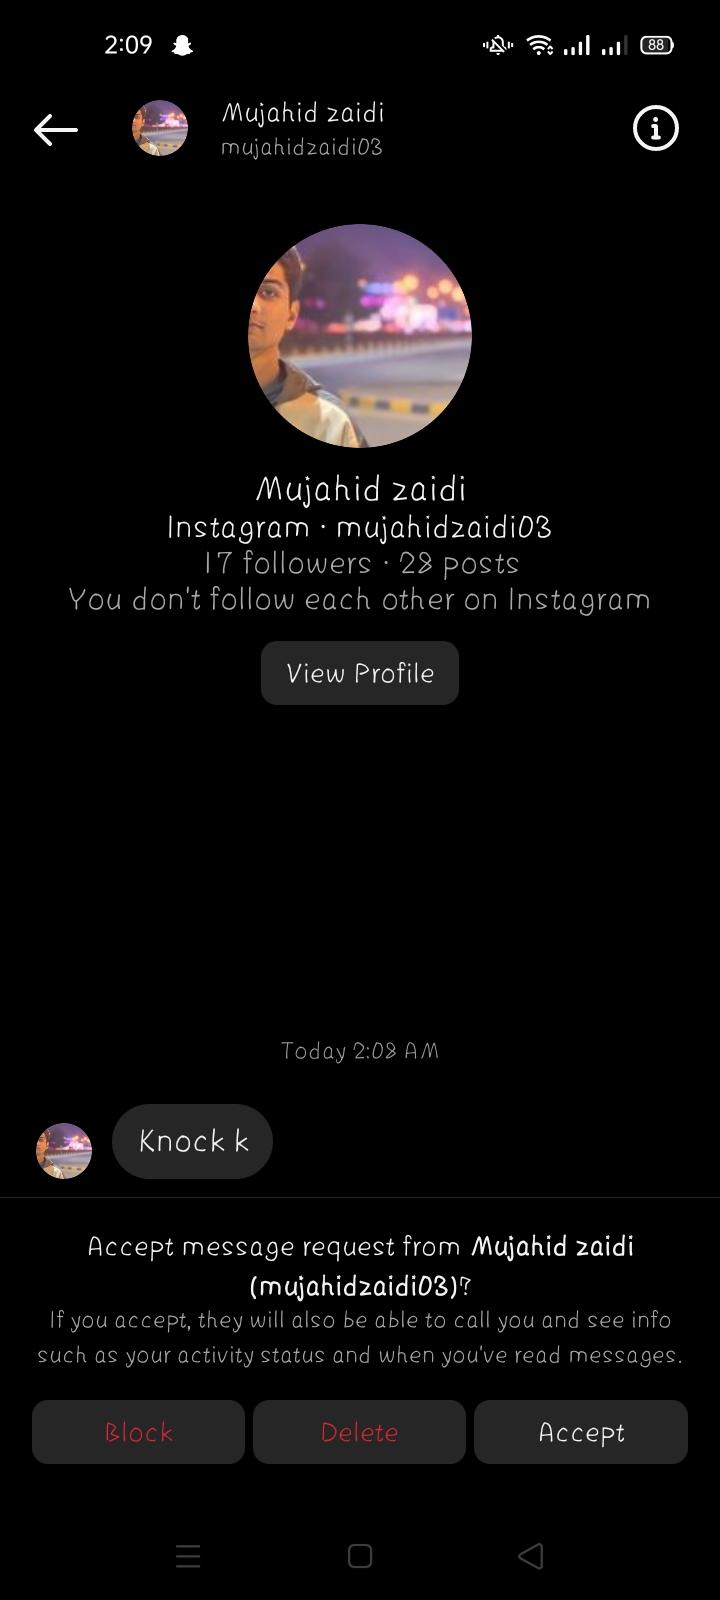 2:09
88
Mujahid zaidi
mujahidzaidi03
Mujahid zaidi
Instagram · mujahidzaidi03
17 followers · 28 posts
You don't follow each other on Instagram
View Profile
Today 2:08 AM
Knock k
Accept message request from Mujahid zaidi
(mujahidzaidi03)?
If you accept, they will also be able to call you and see info
such as your activity status and when you've read messages.
Block
Delete
Accept